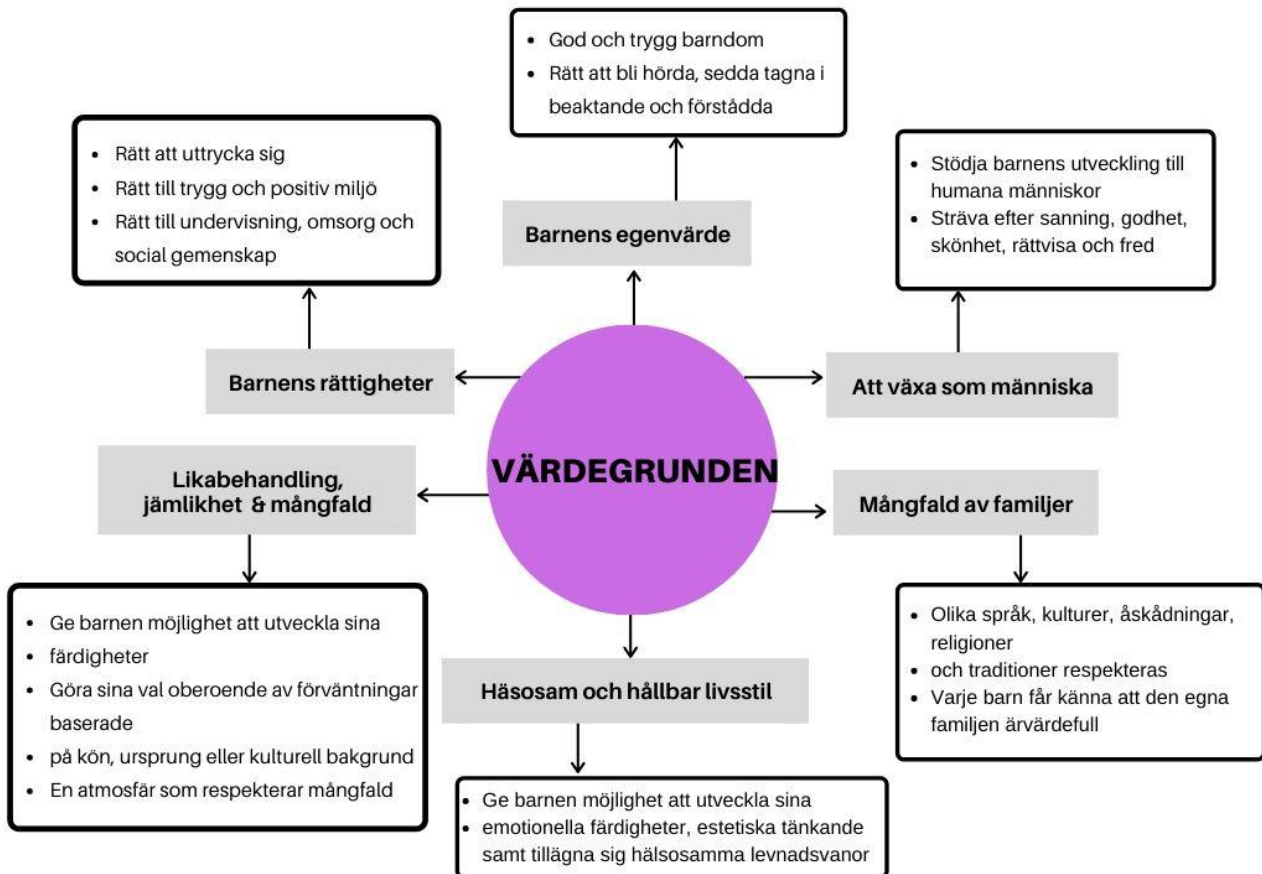 • God och trygg barndom
• Rätt att bli hörda, sedda tagna i
beaktande och förstådda
Barnens egenvärde
• Rätt att uttrycka sig
• Rätt till trygg och positiv miljö
• Rätt till undervisning, omsorg och
social gemenskap
Barnens rättigheter
• Stödja barnens utveckling till
humana människor
• Sträva efter sanning, godhet,
skönhet, rättvisa och fred
Att växa som människa
VÄRDEGRUNDEN
Likabehandling,
jämlikhet & mångfald
• Ge barnen möjlighet att utveckla sina
• färdigheter
• Göra sina val oberoende av förväntningar
baserade
• på kön, ursprung eller kulturell bakgrund
• En atmosfär som respekterar mångfald
Mångfald av familjer
• Olika språk, kulturer, åskådningar,
religioner
• och traditioner respekteras
• Varje barn får känna att den egna
familjen ärvärdefull
Häsosam och hållbar livsstil
• Ge barnen möjlighet att utveckla sina
• emotionella färdigheter, estetiska tänkande
samt tillägna sig hälsosamma levnadsvanor